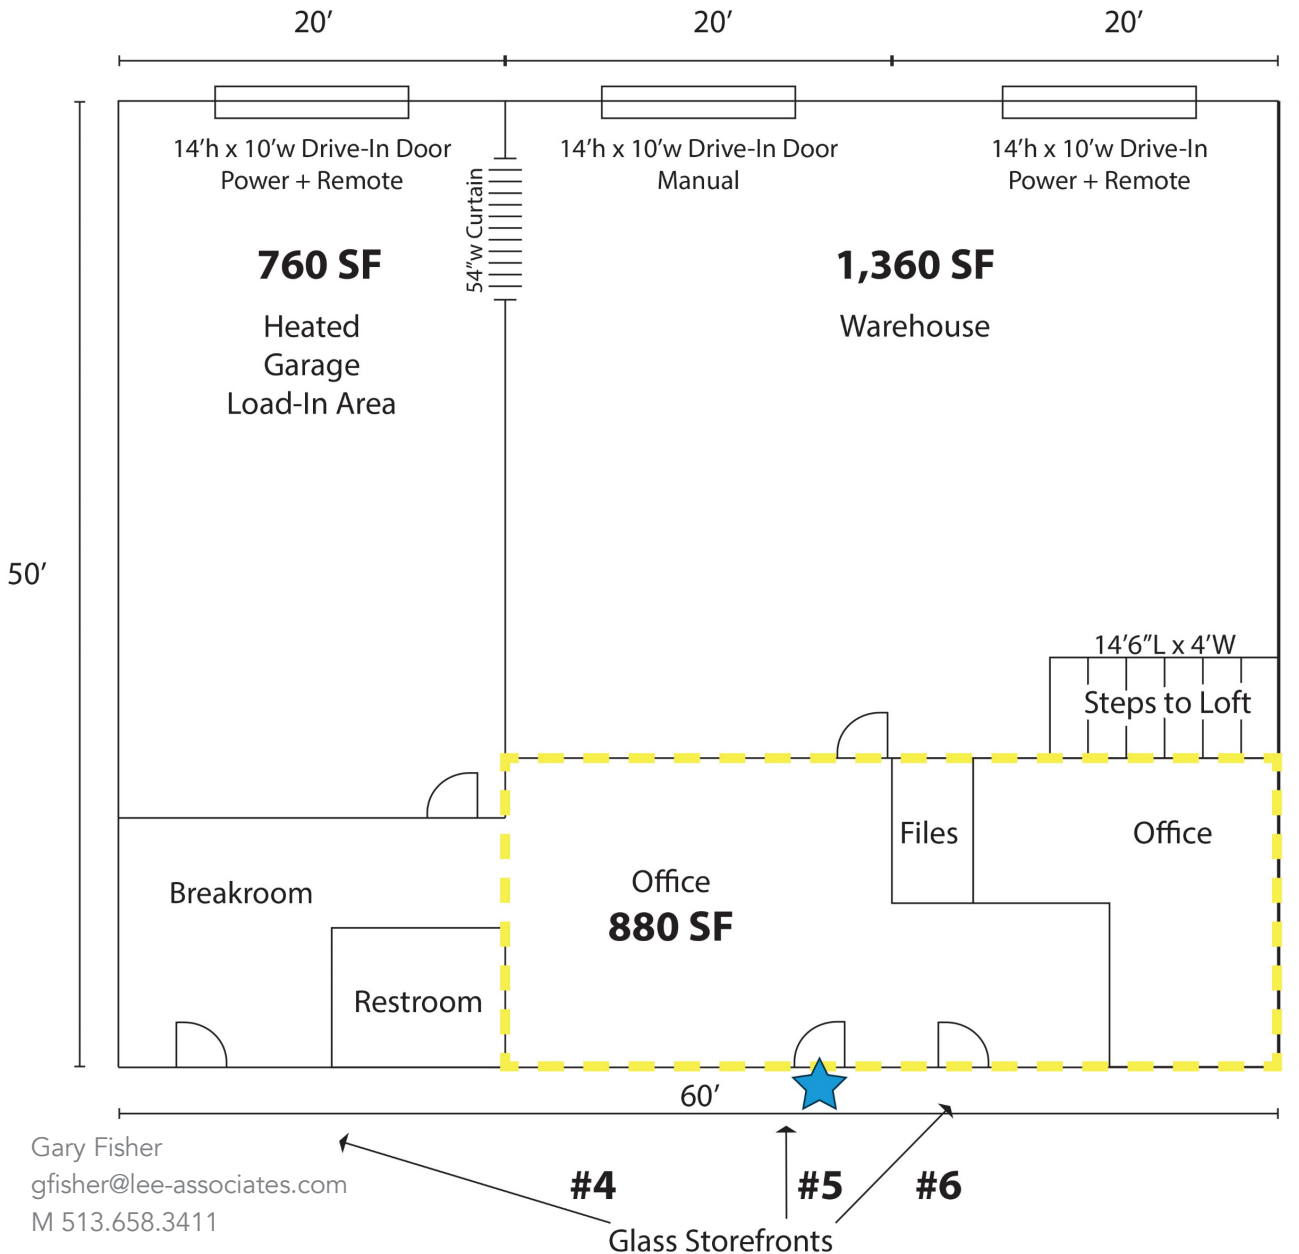 20’
20’
20’
14’h x 10’w Drive-In Door
Power + Remote
14’h x 10’w Drive-In Door
Manual
14’h x 10’w Drive-In
Power + Remote
54”w Curtain
760 SF
Heated
Garage
Load-In Area
1,360 SF
Warehouse
50’
14’6”L x 4’W
Steps to Loft
Files
Office
Office
880 SF
Breakroom
Restroom
60’
Gary Fisher
gfisher@lee-associates.com
M 513.658.3411
#4
#5
#6
Glass Storefronts